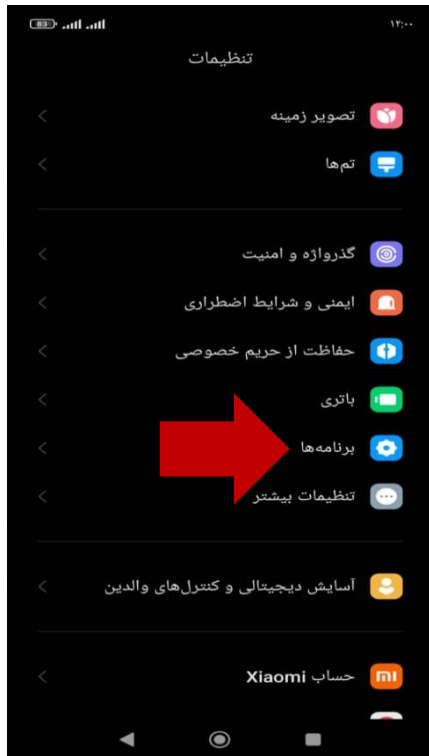 83
۱۲:۰۰
تنظیمات
تصویر زمینه
تم‌ها
گذرواژه و امنیت
ایمنی و شرایط اضطراری
حفاظت از حریم خصوصی
باتری
برنامه‌ها
تنظیمات بیشتر
آسایش دیجیتالی و کنترل‌های والدین
حساب Xiaomi